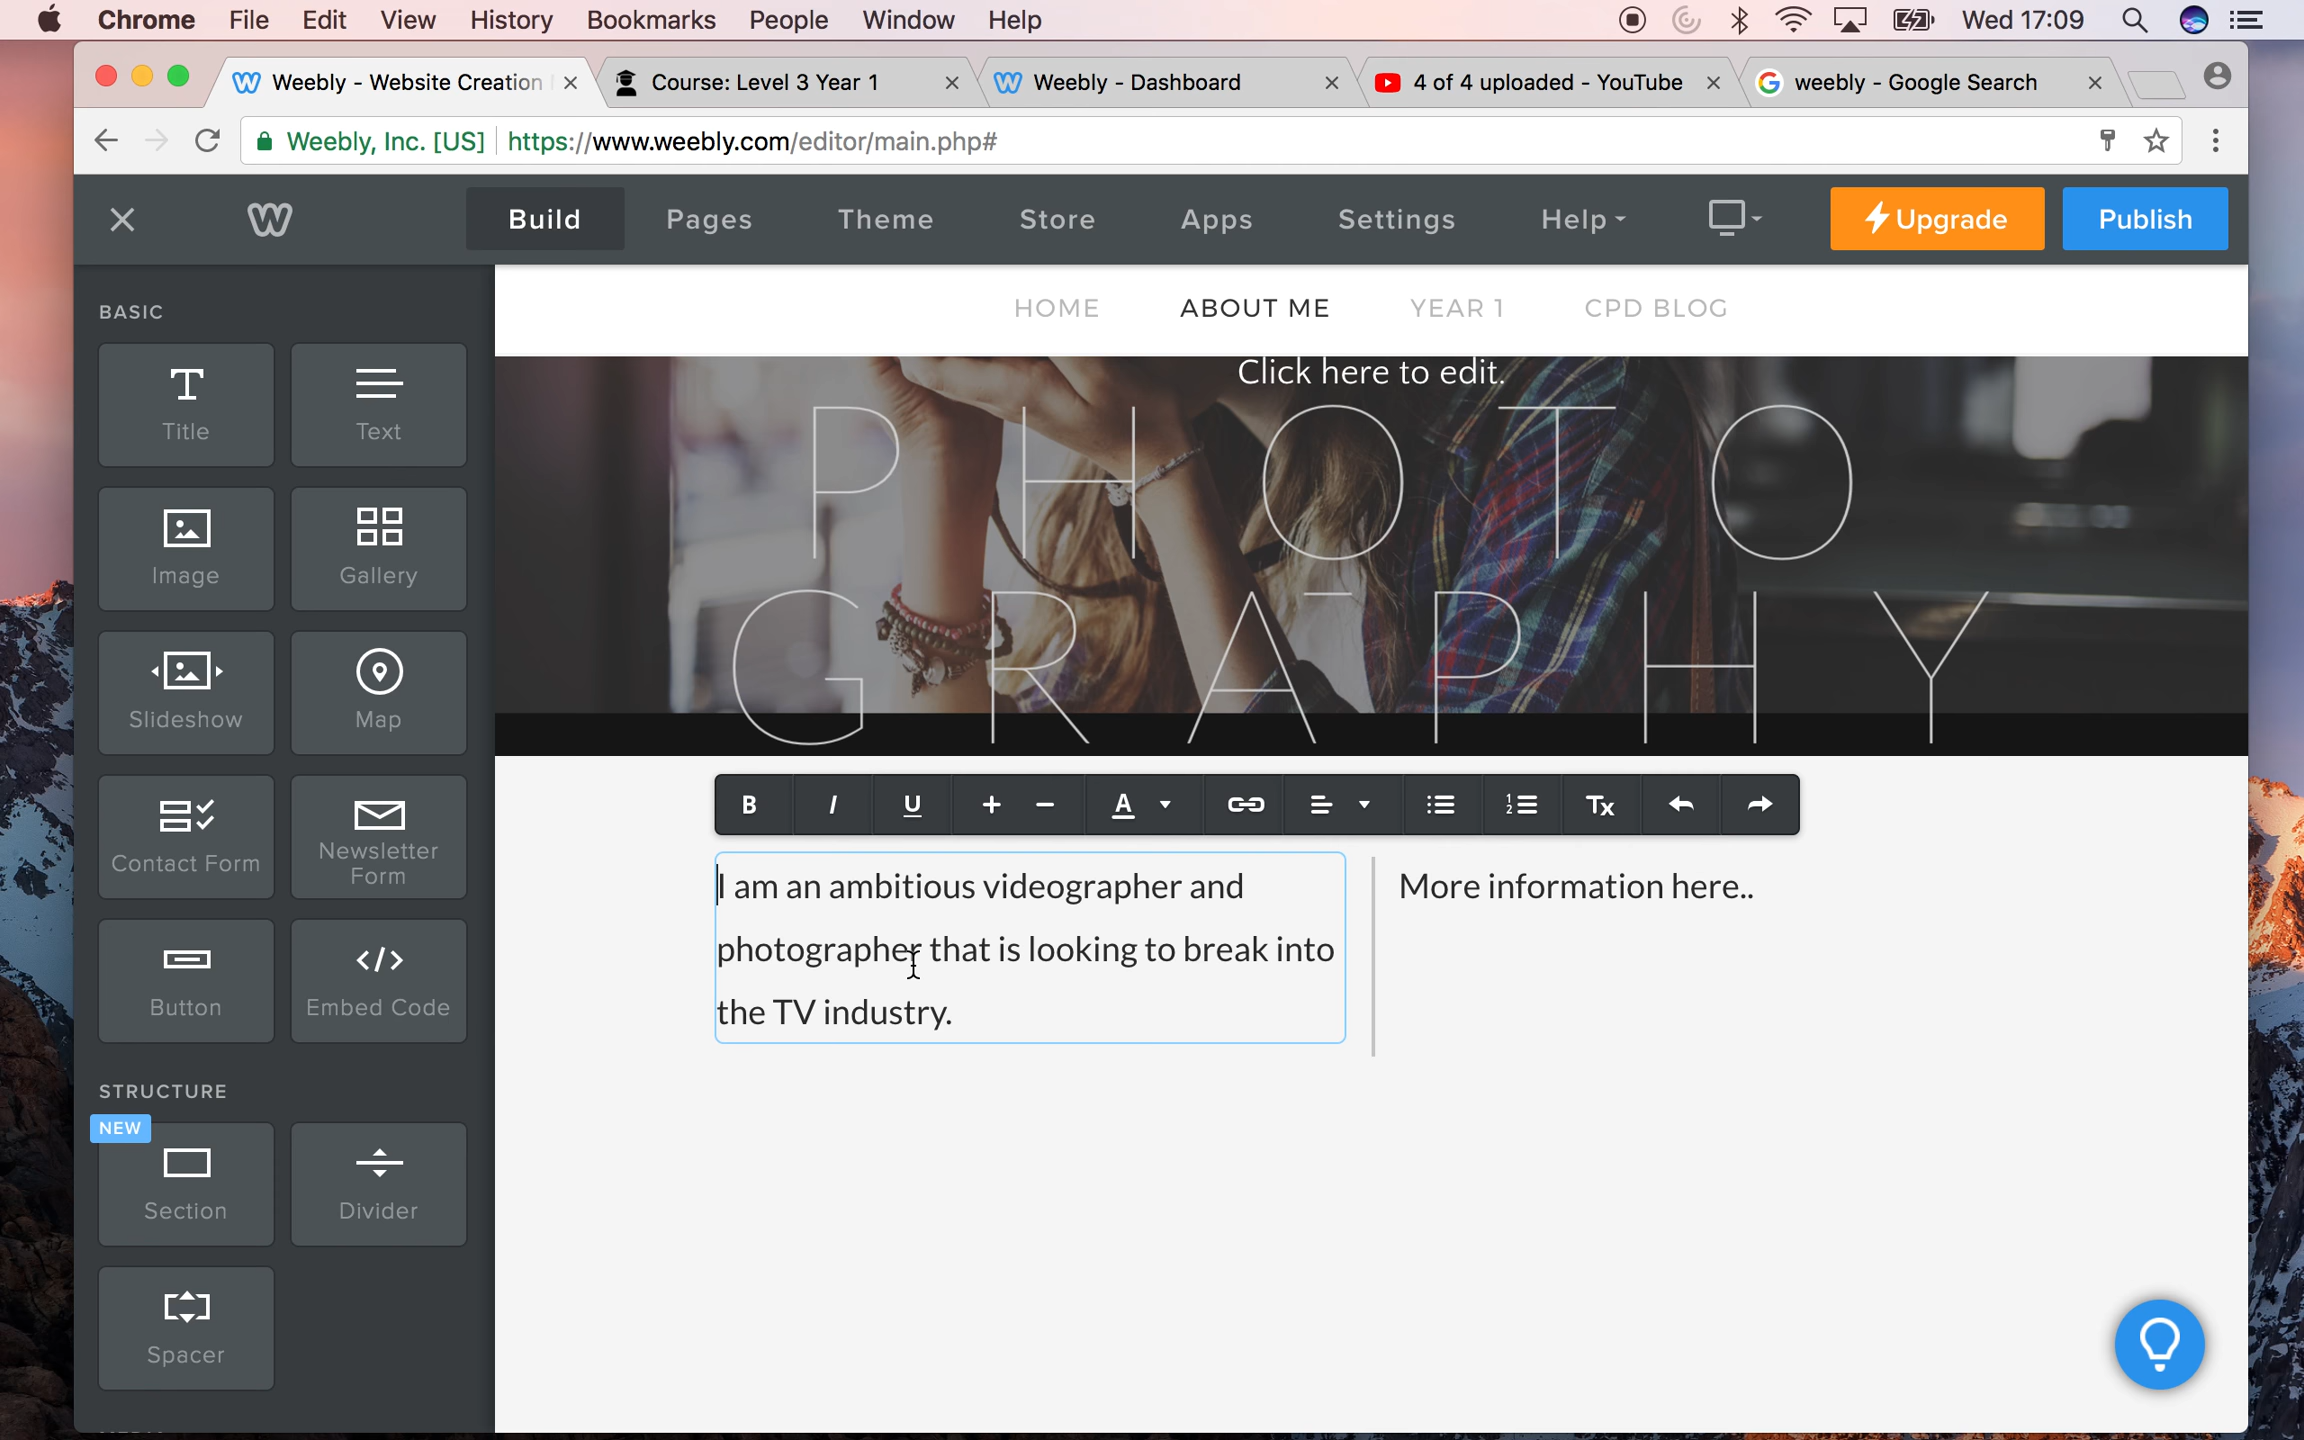 Chrome File Edit View History Bookmarks People Window Help Wed 17:09
Weebly - Website Creation Course: Level 3 Year 1 Weebly - Dashboard 4 of 4 uploaded - YouTube weebly - Google Search
Weebly, Inc. [US] https://www.weebly.com/editor/main.php#
Build Pages Theme Store Apps Settings Help Upgrade Publish
HOME ABOUT ME YEAR 1 CPD BLOG
BASIC
Title Text
Image Gallery
Slideshow Map
Contact Form Newsletter Form
Button Embed Code
STRUCTURE
NEW
Section Divider
Spacer
Click here to edit.
PHOTO
GRAPHY
B I U + − A Tx
I am an ambitious videographer and
photographer that is looking to break into
the TV industry.
More information here..